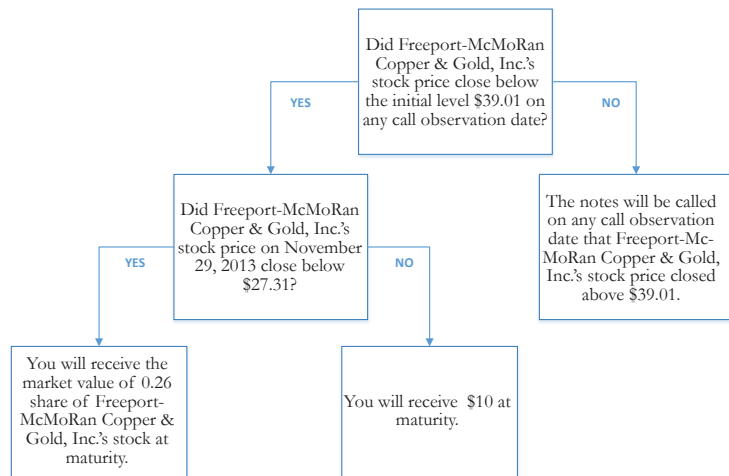 Did Freeport-McMoRan
Copper & Gold, Inc.'s
stock price close below
the initial level $39.01 on
any call observation date?
YES
NO
Did Freeport-McMoRan
Copper & Gold, Inc.'s
stock price on November
29, 2013 close below
$27.31?
The notes will be called
on any call observation
date that Freeport-Mc-
MoRan Copper & Gold,
Inc.'s stock price closed
above $39.01.
YES
NO
You will receive the
market value of 0.26
share of Freeport-
McMoRan Copper &
Gold, Inc.'s stock at
maturity.
You will receive $10 at
maturity.